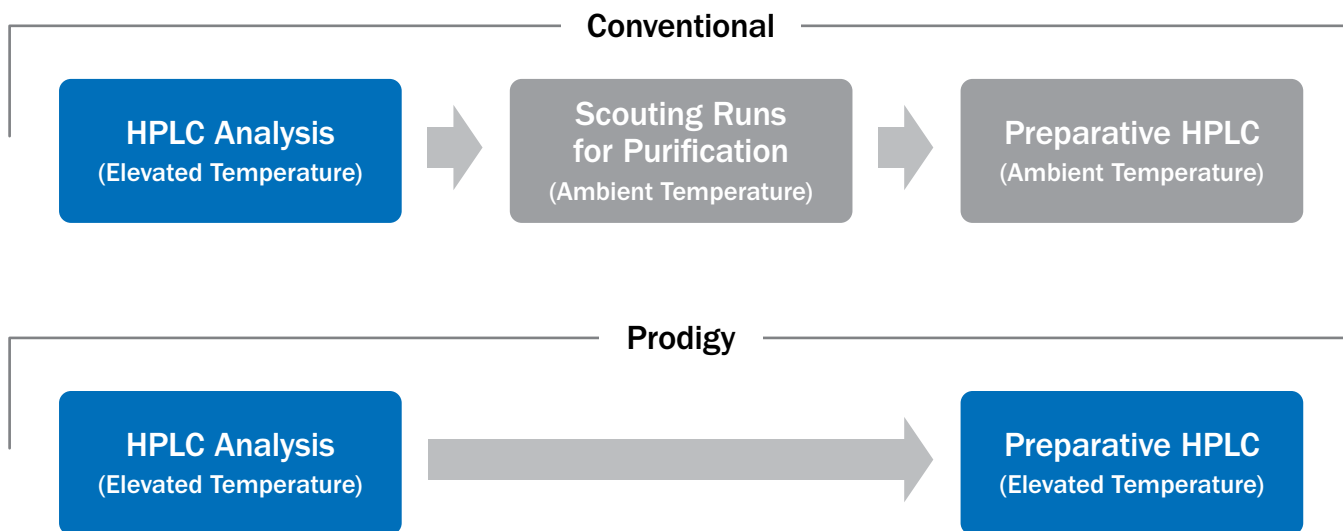 Conventional
HPLC Analysis
(Elevated Temperature)
Scouting Runs
for Purification
(Ambient Temperature)
Preparative HPLC
(Ambient Temperature)
Prodigy
HPLC Analysis
(Elevated Temperature)
Preparative HPLC
(Elevated Temperature)